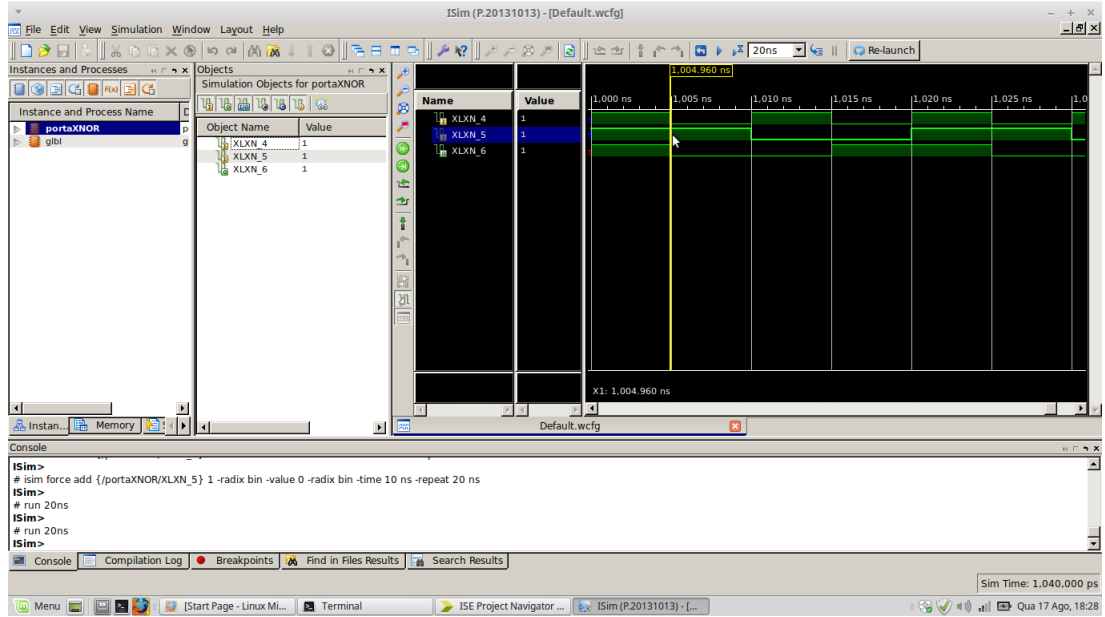 ISim (P.20131013) - [Default.wcfg]
File Edit View Simulation Window Layout Help
20ns Re-launch
Instances and Processes
Instance and Process Name
portaXNOR p
glbl g
Instan... Memory
Objects
Simulation Objects for portaXNOR
Object Name Value
XLXN_4 1
XLXN_5 1
XLXN_6 1
Name Value
XLXN_4 1
XLXN_5 1
XLXN_6 1
1,004.960 ns
1,000 ns 1,005 ns 1,010 ns 1,015 ns 1,020 ns 1,025 ns 1,0
X1: 1,004.960 ns
Default.wcfg
Console
ISim>
# isim force add {/portaXNOR/XLXN_5} 1 -radix bin -value 0 -radix bin -time 10 ns -repeat 20 ns
ISim>
# run 20ns
ISim>
# run 20ns
ISim>
Console Compilation Log Breakpoints Find in Files Results Search Results
Sim Time: 1,040,000 ps
Menu [Start Page - Linux Mi... Terminal ISE Project Navigator ... ISim (P.20131013) - [... Qua 17 Ago, 18:28